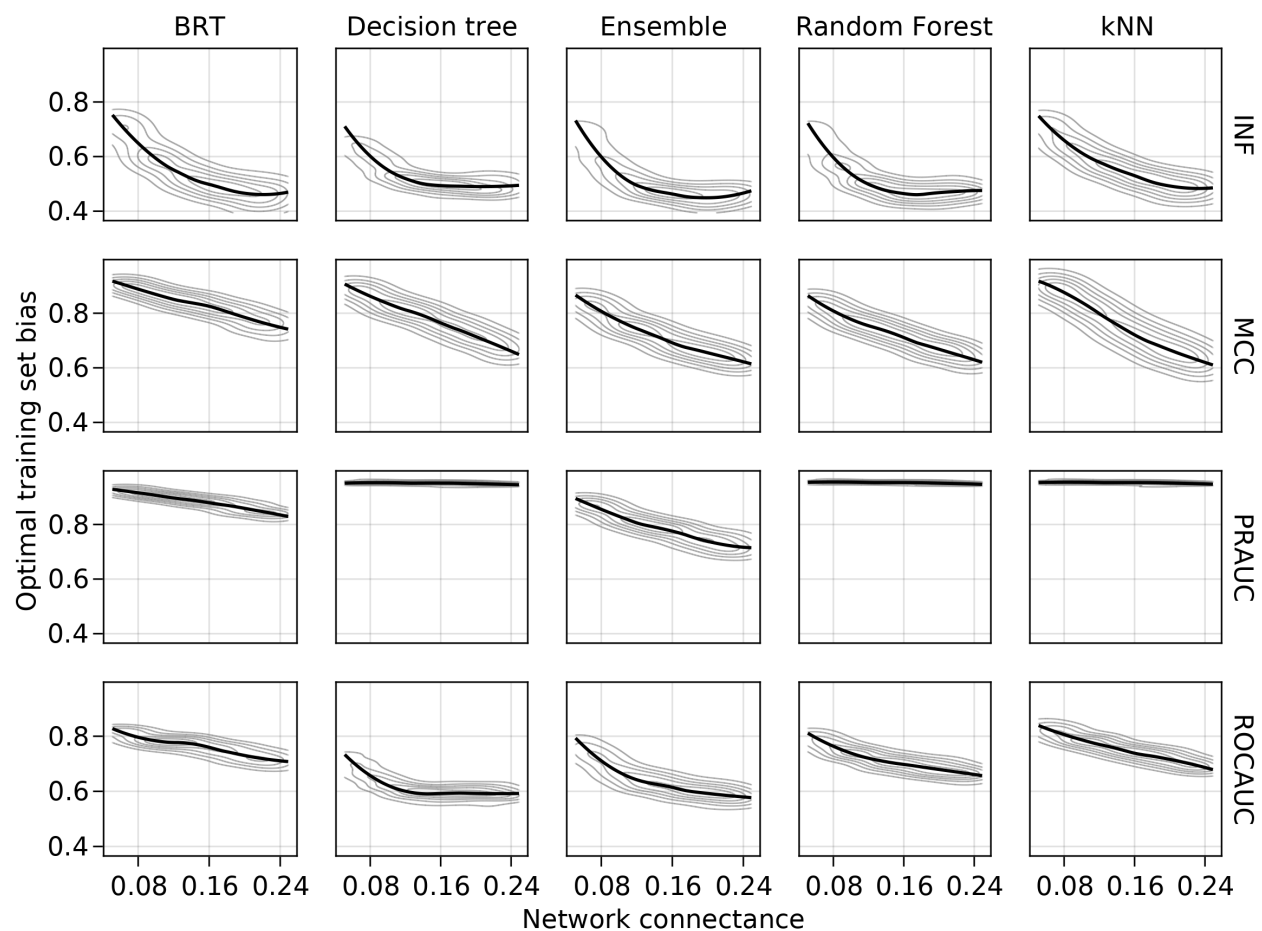 BRT
Decision tree
Ensemble
Random Forest
kNN
Optimal training set bias
0.8
0.6
0.4
INF
0.8
0.6
0.4
MCC
0.8
0.6
0.4
PRAUC
0.8
0.6
0.4
ROCAUC
0.08 0.16 0.24
0.08 0.16 0.24
0.08 0.16 0.24
0.08 0.16 0.24
0.08 0.16 0.24
Network connectance